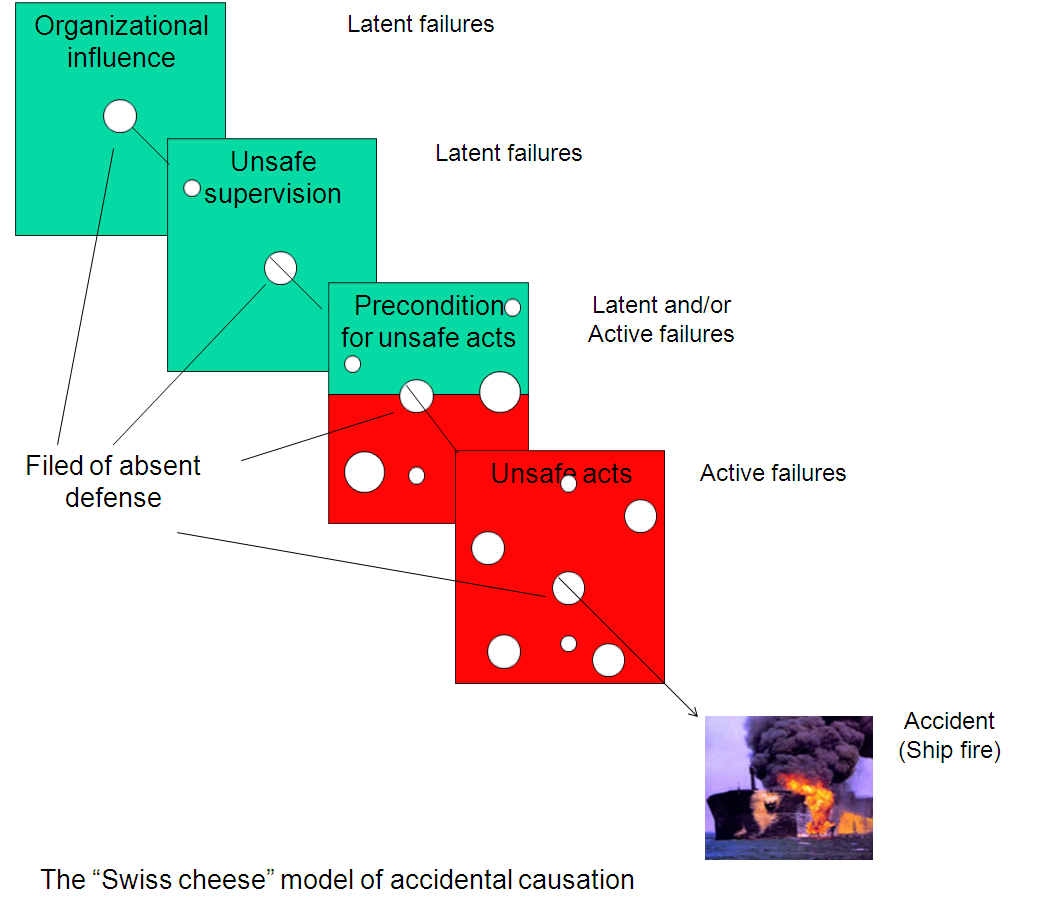 Organizational
influence
Latent failures
Unsafe
supervision
Latent failures
Precondition
for unsafe acts
Latent and/or
Active failures
Filed of absent
defense
Unsafe acts
Active failures
Accident
(Ship fire)
The “Swiss cheese” model of accidental causation